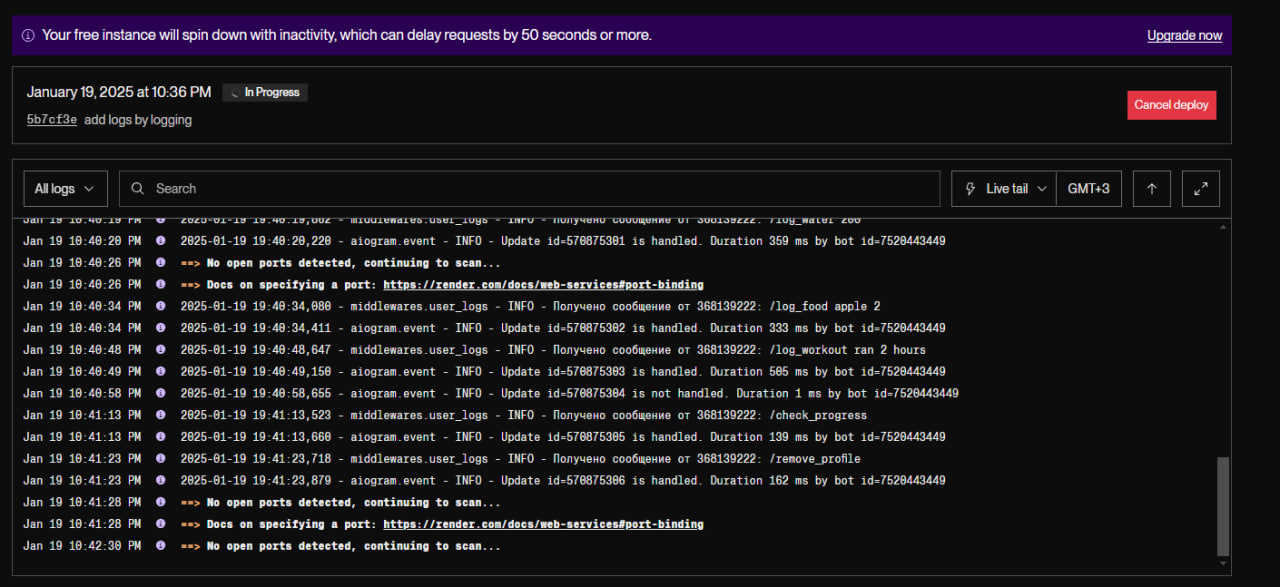 Your free instance will spin down with inactivity, which can delay requests by 50 seconds or more. Upgrade now
January 19, 2025 at 10:36 PM In Progress
Cancel deploy
5b7cf3e add logs by logging
All logs Search Live tail GMT+3
Jan 19 10:40:19 PM 2025-01-19 19:40:19,862 - middlewares.user_logs - INFO - Получено сообщение от 368139222: /log_water 200
Jan 19 10:40:20 PM 2025-01-19 19:40:20,220 - aiogram.event - INFO - Update id=570875301 is handled. Duration 359 ms by bot id=7520443449
Jan 19 10:40:26 PM ==> No open ports detected, continuing to scan...
Jan 19 10:40:26 PM ==> Docs on specifying a port: https://render.com/docs/web-services#port-binding
Jan 19 10:40:34 PM 2025-01-19 19:40:34,080 - middlewares.user_logs - INFO - Получено сообщение от 368139222: /log_food apple 2
Jan 19 10:40:34 PM 2025-01-19 19:40:34,411 - aiogram.event - INFO - Update id=570875302 is handled. Duration 333 ms by bot id=7520443449
Jan 19 10:40:48 PM 2025-01-19 19:40:48,647 - middlewares.user_logs - INFO - Получено сообщение от 368139222: /log_workout ran 2 hours
Jan 19 10:40:49 PM 2025-01-19 19:40:49,150 - aiogram.event - INFO - Update id=570875303 is handled. Duration 505 ms by bot id=7520443449
Jan 19 10:40:58 PM 2025-01-19 19:40:58,655 - aiogram.event - INFO - Update id=570875304 is not handled. Duration 1 ms by bot id=7520443449
Jan 19 10:41:13 PM 2025-01-19 19:41:13,523 - middlewares.user_logs - INFO - Получено сообщение от 368139222: /check_progress
Jan 19 10:41:13 PM 2025-01-19 19:41:13,660 - aiogram.event - INFO - Update id=570875305 is handled. Duration 139 ms by bot id=7520443449
Jan 19 10:41:23 PM 2025-01-19 19:41:23,718 - middlewares.user_logs - INFO - Получено сообщение от 368139222: /remove_profile
Jan 19 10:41:23 PM 2025-01-19 19:41:23,879 - aiogram.event - INFO - Update id=570875306 is handled. Duration 162 ms by bot id=7520443449
Jan 19 10:41:28 PM ==> No open ports detected, continuing to scan...
Jan 19 10:41:28 PM ==> Docs on specifying a port: https://render.com/docs/web-services#port-binding
Jan 19 10:42:30 PM ==> No open ports detected, continuing to scan...